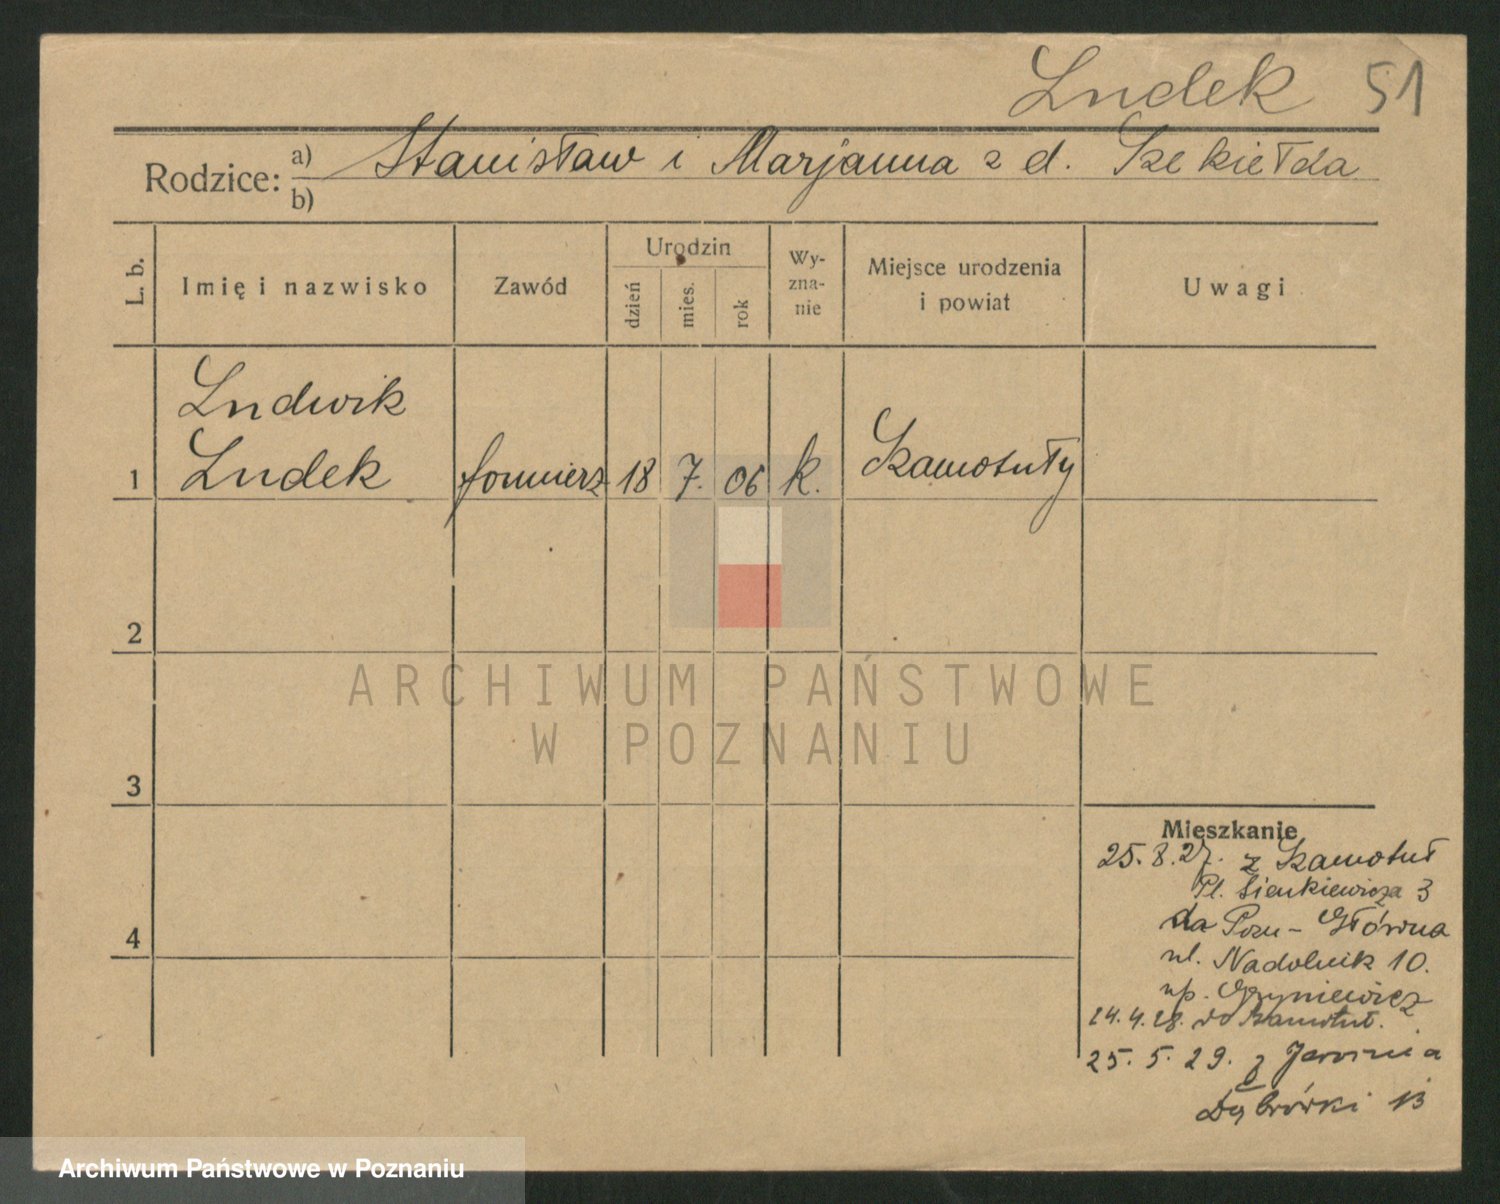 Ludek 51
Rodzice: a) Stanisław i Marjanna z d. Szekiełda
b)
L. b. Imię i nazwisko Zawód Urodzin dzień mies. rok Wy-zna-nie Miejsce urodzenia i powiat Uwagi
Ludwik
1 Ludek formierz 18 7. 06 k. Szamotuły
2
ARCHIWUM PAŃSTWOWE
W POZNANIU
3
Mieszkanie
25.8.27. z Szamotuł
Pl. Sienkiewicza 3
do Pozn - Główna
ul. Nadolnik 10.
4
up. Gzyniewicz
24.4.28. do Szamotuł.
25.5.29. z
Dąbrówki 13
Archiwum Państwowe w Poznaniu